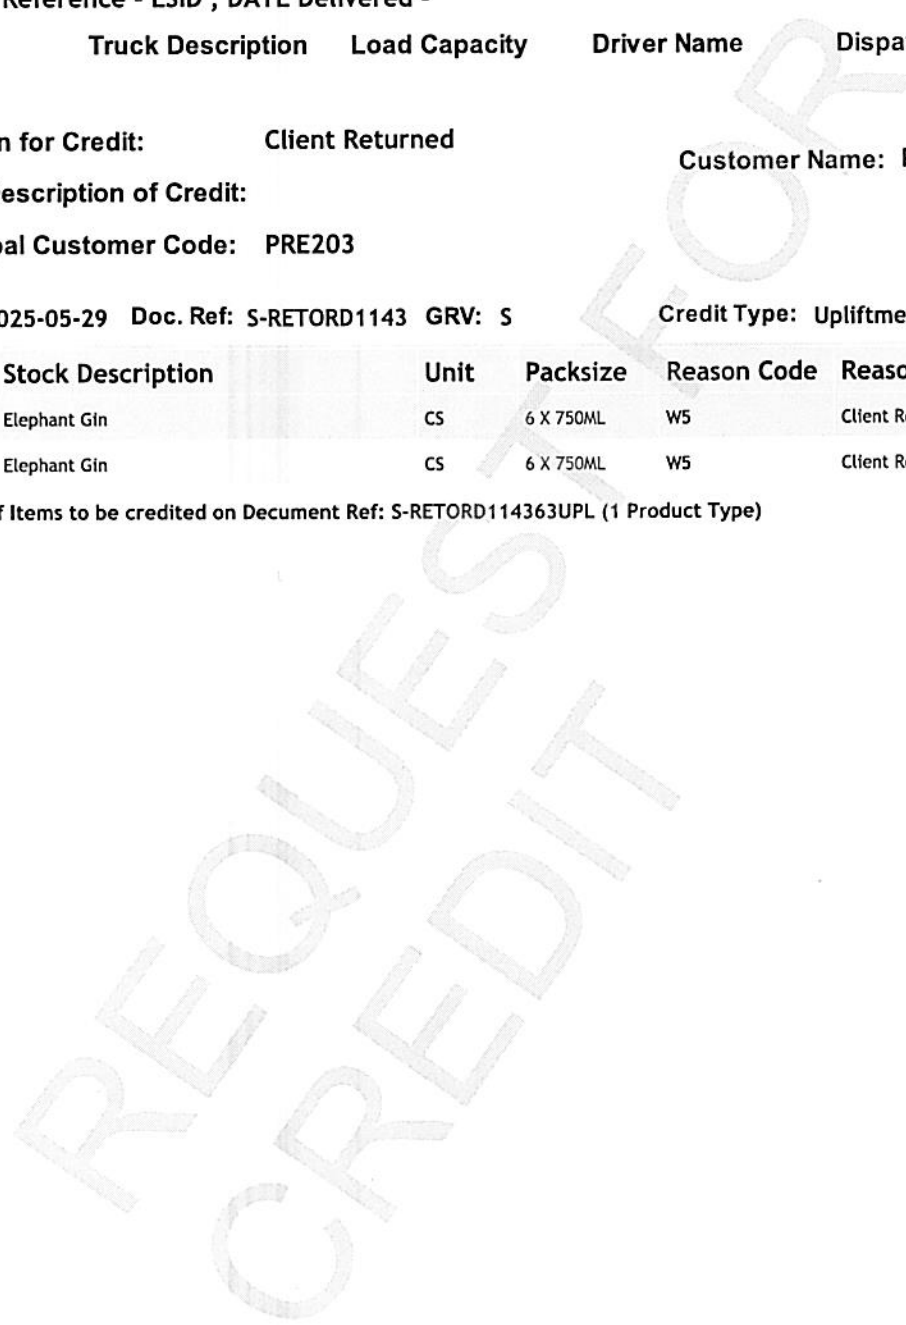 Reference - LSID ; DATE Delivered -
Truck Description Load Capacity Driver Name Dispa
n for Credit: Client Returned
Customer Name:
escription of Credit:
al Customer Code: PRE203
025-05-29 Doc. Ref: S-RETORD1143 GRV: S Credit Type: Upliftme
Stock Description Unit Packsize Reason Code Reaso
Elephant Gin CS 6 X 750ML W5 Client R
Elephant Gin CS 6 X 750ML W5 Client R
f Items to be credited on Document Ref: S-RETORD114363UPL (1 Product Type)
REQUEST FOR
CREDIT